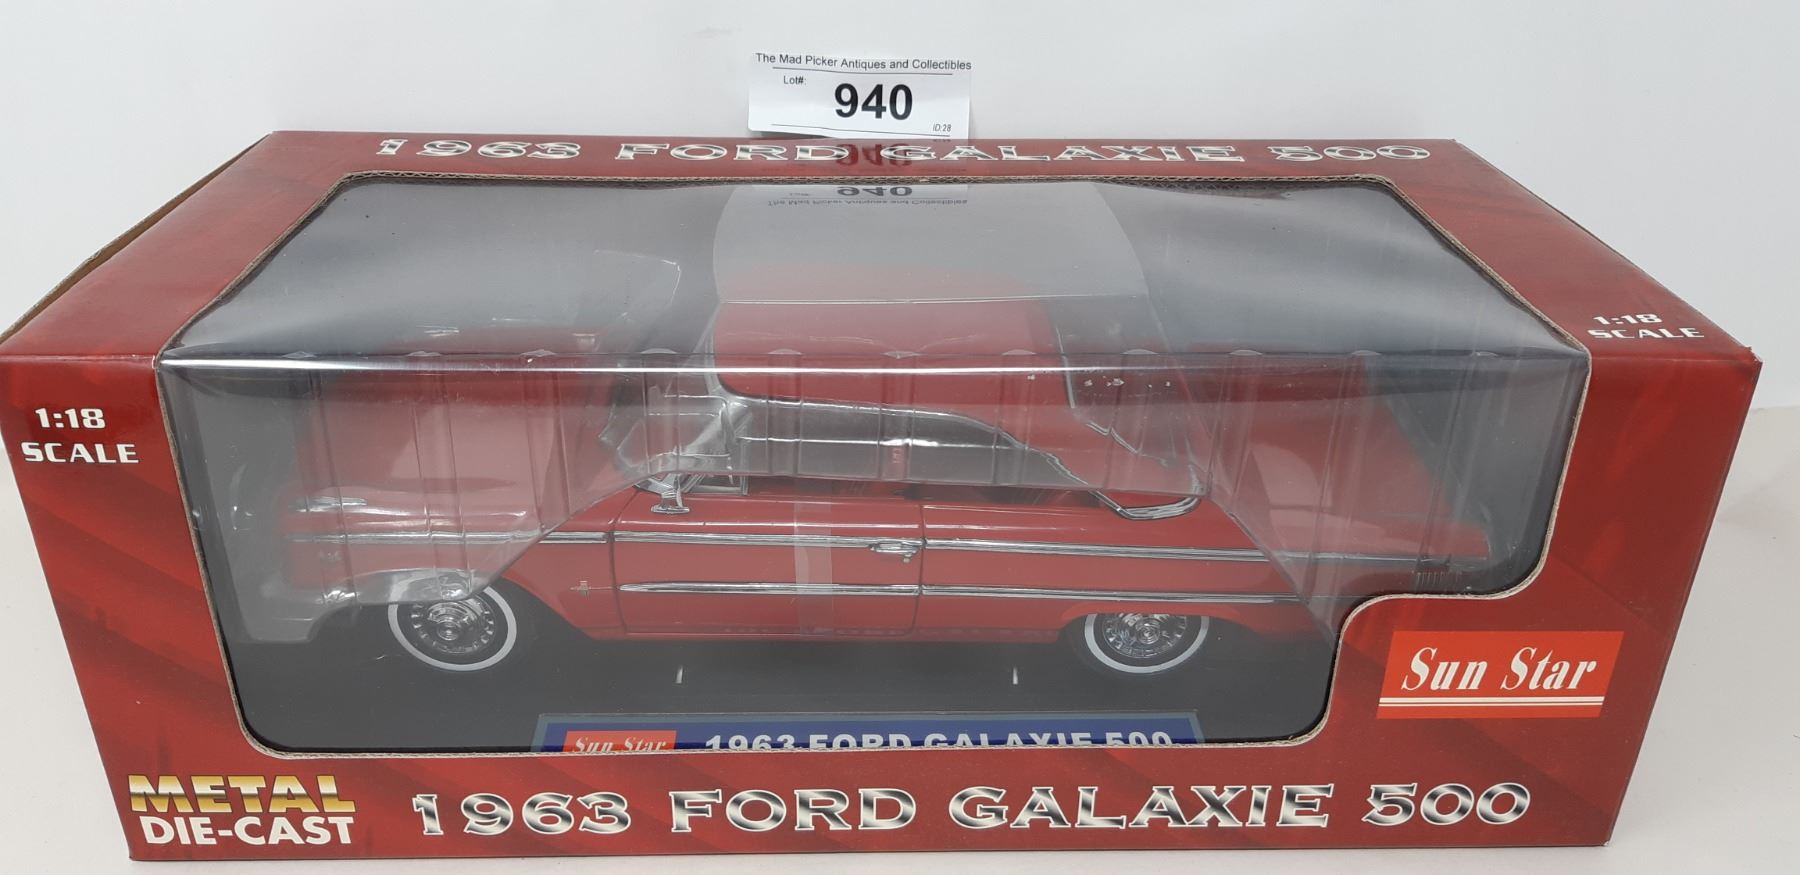 The Mad Picker Antiques and Collectibles
Lot#:
940
ID:28
1963 FORD GALAXIE 500
1:18
SCALE
1:18
SCALE
Sun Star
Sun Star 1963 FORD GALAXIE 500
METAL
DIE-CAST
1963 FORD GALAXIE 500